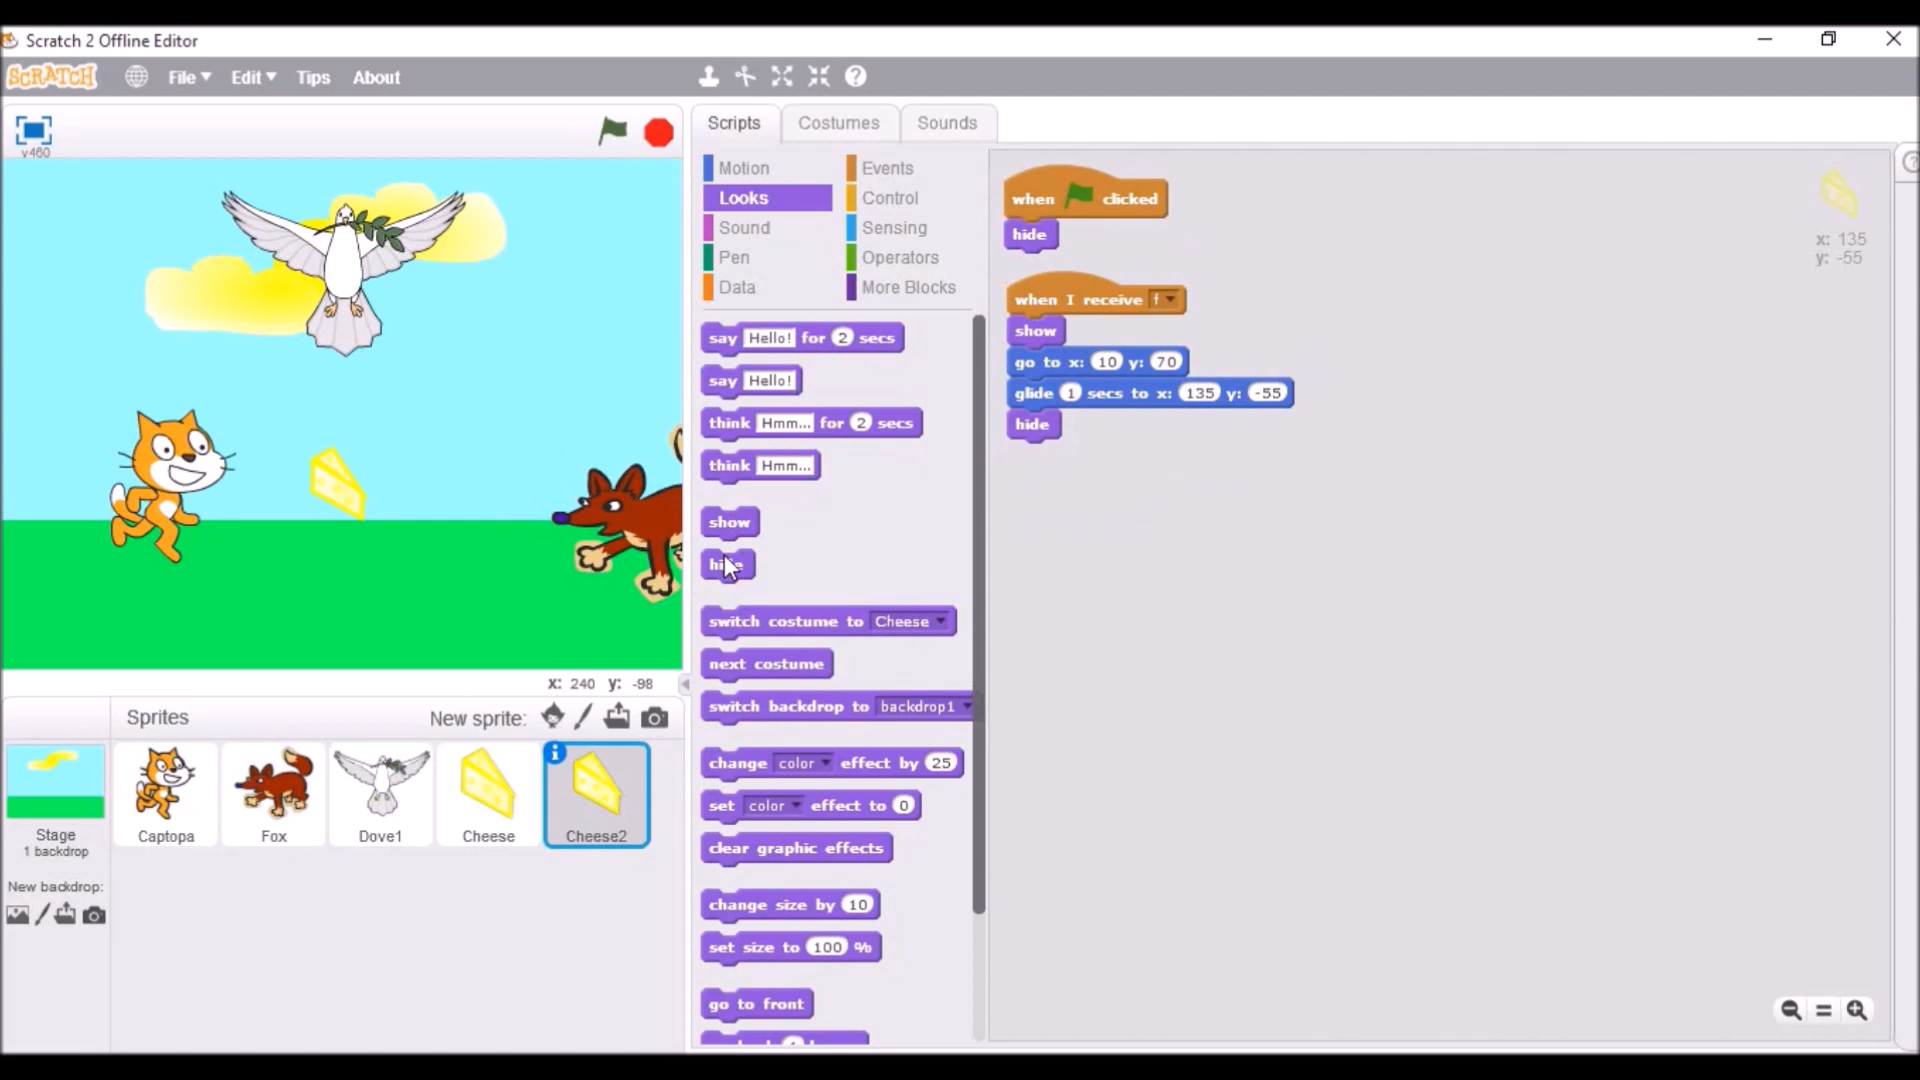 Scratch 2 Offline Editor
SCRATCH File Edit Tips About
v460
Scripts Costumes Sounds
Motion Events
Looks Control
Sound Sensing
Pen Operators
Data More Blocks
say Hello! for 2 secs
say Hello!
think Hmm... for 2 secs
think Hmm...
show
hide
switch costume to Cheese
next costume
switch backdrop to backdrop1
change color effect by 25
set color effect to 0
clear graphic effects
change size by 10
set size to 100 %
go to front
when clicked
hide
when I receive f
show
go to x: 10 y: 70
glide 1 secs to x: 135 y: -55
hide
x: 135
y: -55
x: 240 y: -98
Sprites New sprite:
Captopa Fox Dove1 Cheese Cheese2
Stage
1 backdrop
New backdrop: